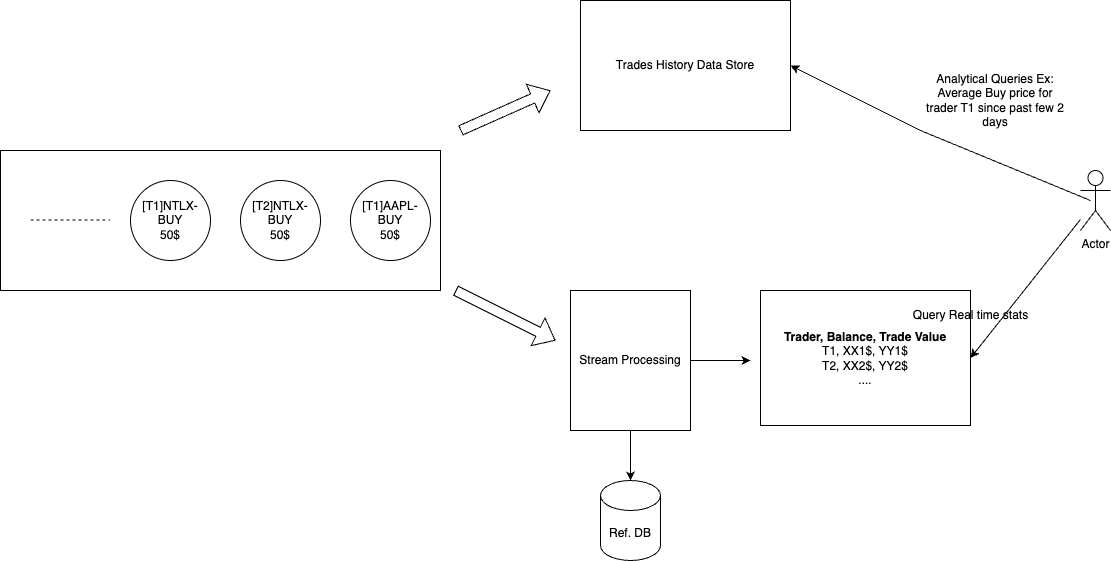 Trades History Data Store
Analytical Queries Ex:
Average Buy price for
trader T1 since past few 2
days
[T1]NTLX-
BUY
50$
[T2]NTLX-
BUY
50$
[T1]AAPL-
BUY
50$
Actor
Query Real time stats
Stream Processing
Trader, Balance, Trade Value
T1, XX1$, YY1$
T2, XX2$, YY2$
....
Ref. DB